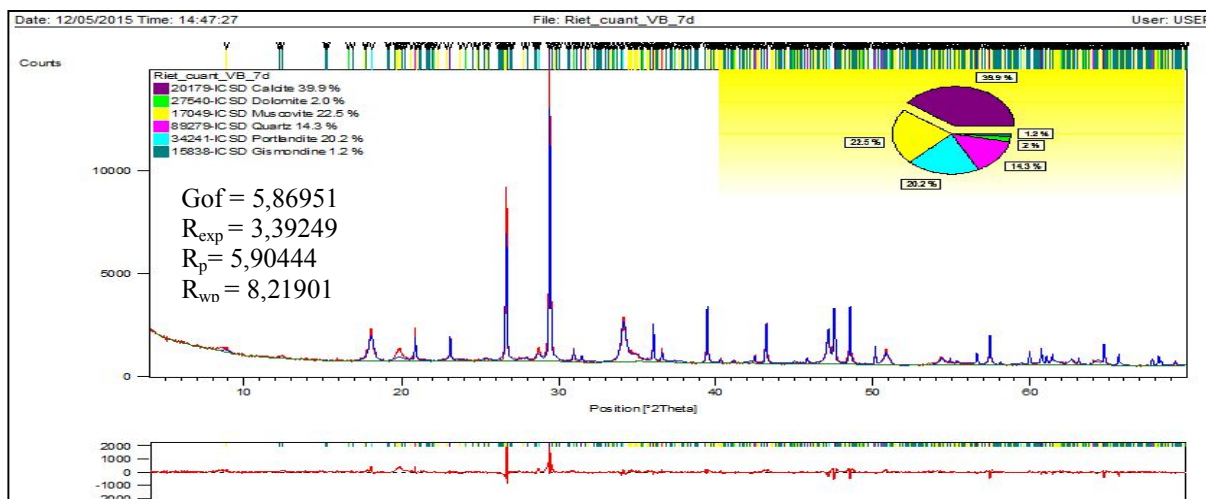 Date: 12/05/2015 Time: 14:47:27 File: Riet_cuant_VB_7d User: USER
Counts
Riet_cuant_VB_7d
20179-ICSD Calcite 39.9 %
27540-ICSD Dolomite 2.0 %
17049-ICSD Muscovite 22.5 %
89279-ICSD Quartz 14.3 %
34241-ICSD Portlandite 20.2 %
15838-ICSD Gismondine 1.2 %
39.9 %
1.2 %
2 %
14.3 %
20.2 %
22.5 %
Gof = 5,86951
Rexp = 3,39249
Rp= 5,90444
Rwp = 8,21901
10000
5000
0
10 20 30 40 50 60
Position [°2Theta]
2000
1000
0
-1000
-2000